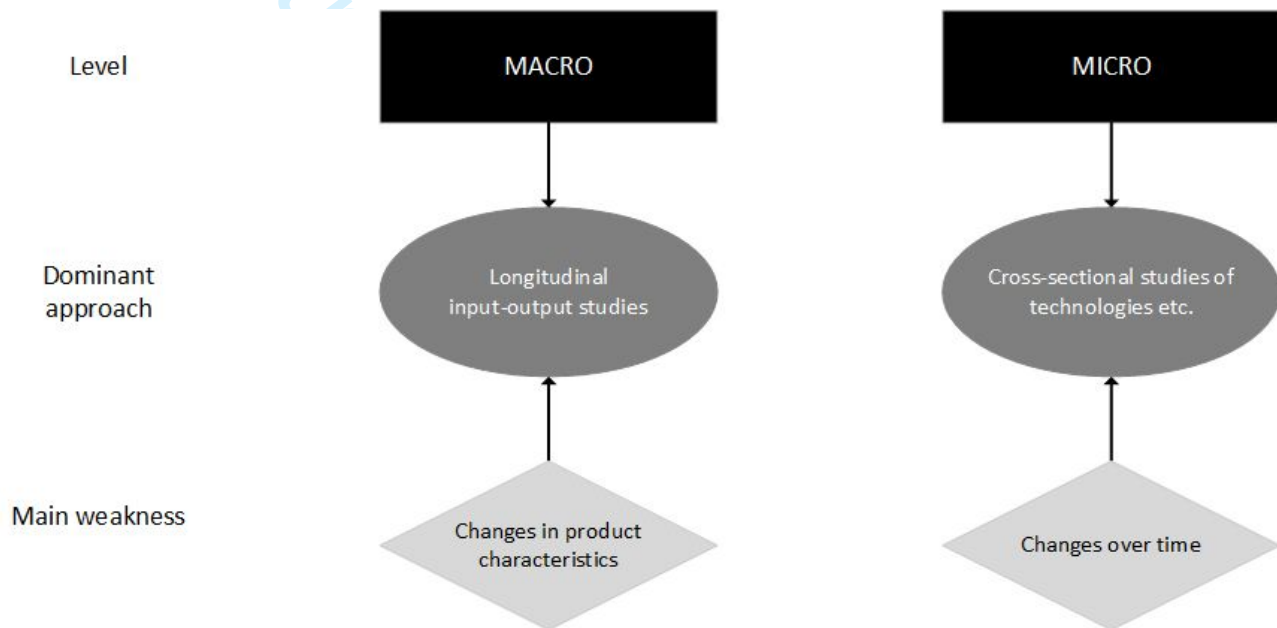 Level
MACRO
MICRO
Dominant
approach
Longitudinal
input-output studies
Cross-sectional studies of
technologies etc.
Main weakness
Changes in product
characteristics
Changes over time